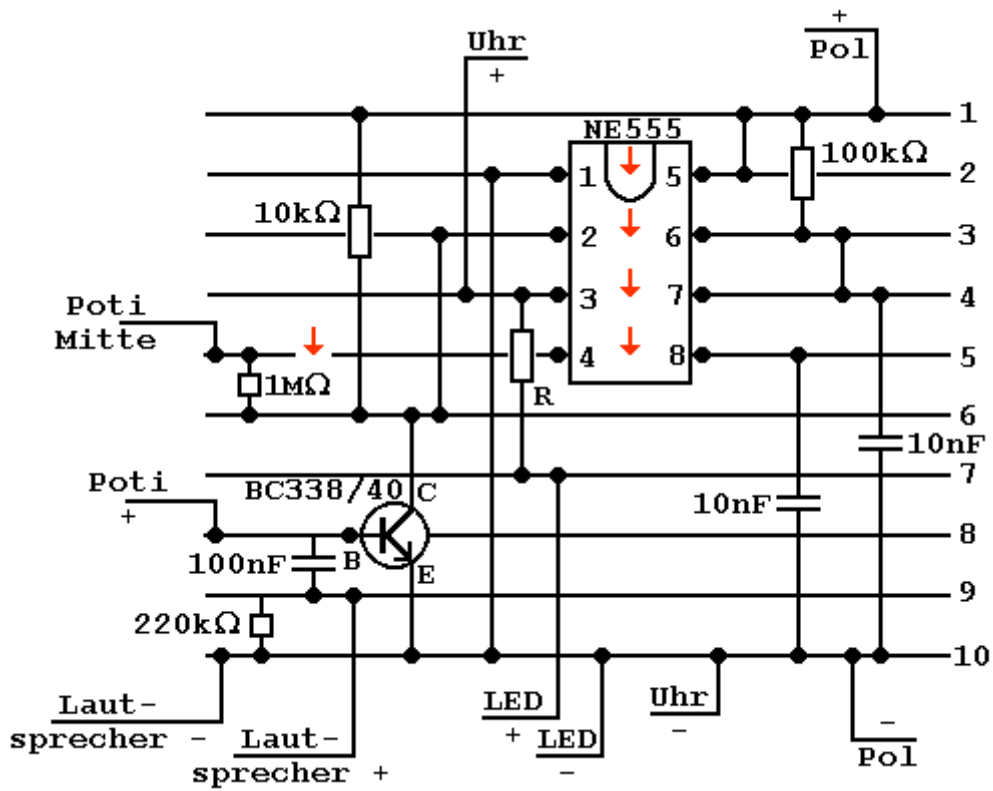 +
Pol
Uhr
+
1
NE555
100kΩ
1
5
2
10kΩ
2
6
3
Poti
Mitte
3
7
4
4
8
5
1MΩ
R
6
10nF
7
Poti
+
BC338/40
C
10nF
8
100nF
B
E
9
220kΩ
10
Laut-
sprecher -
Laut-
sprecher +
LED
+
LED
-
Uhr
-
-
Pol